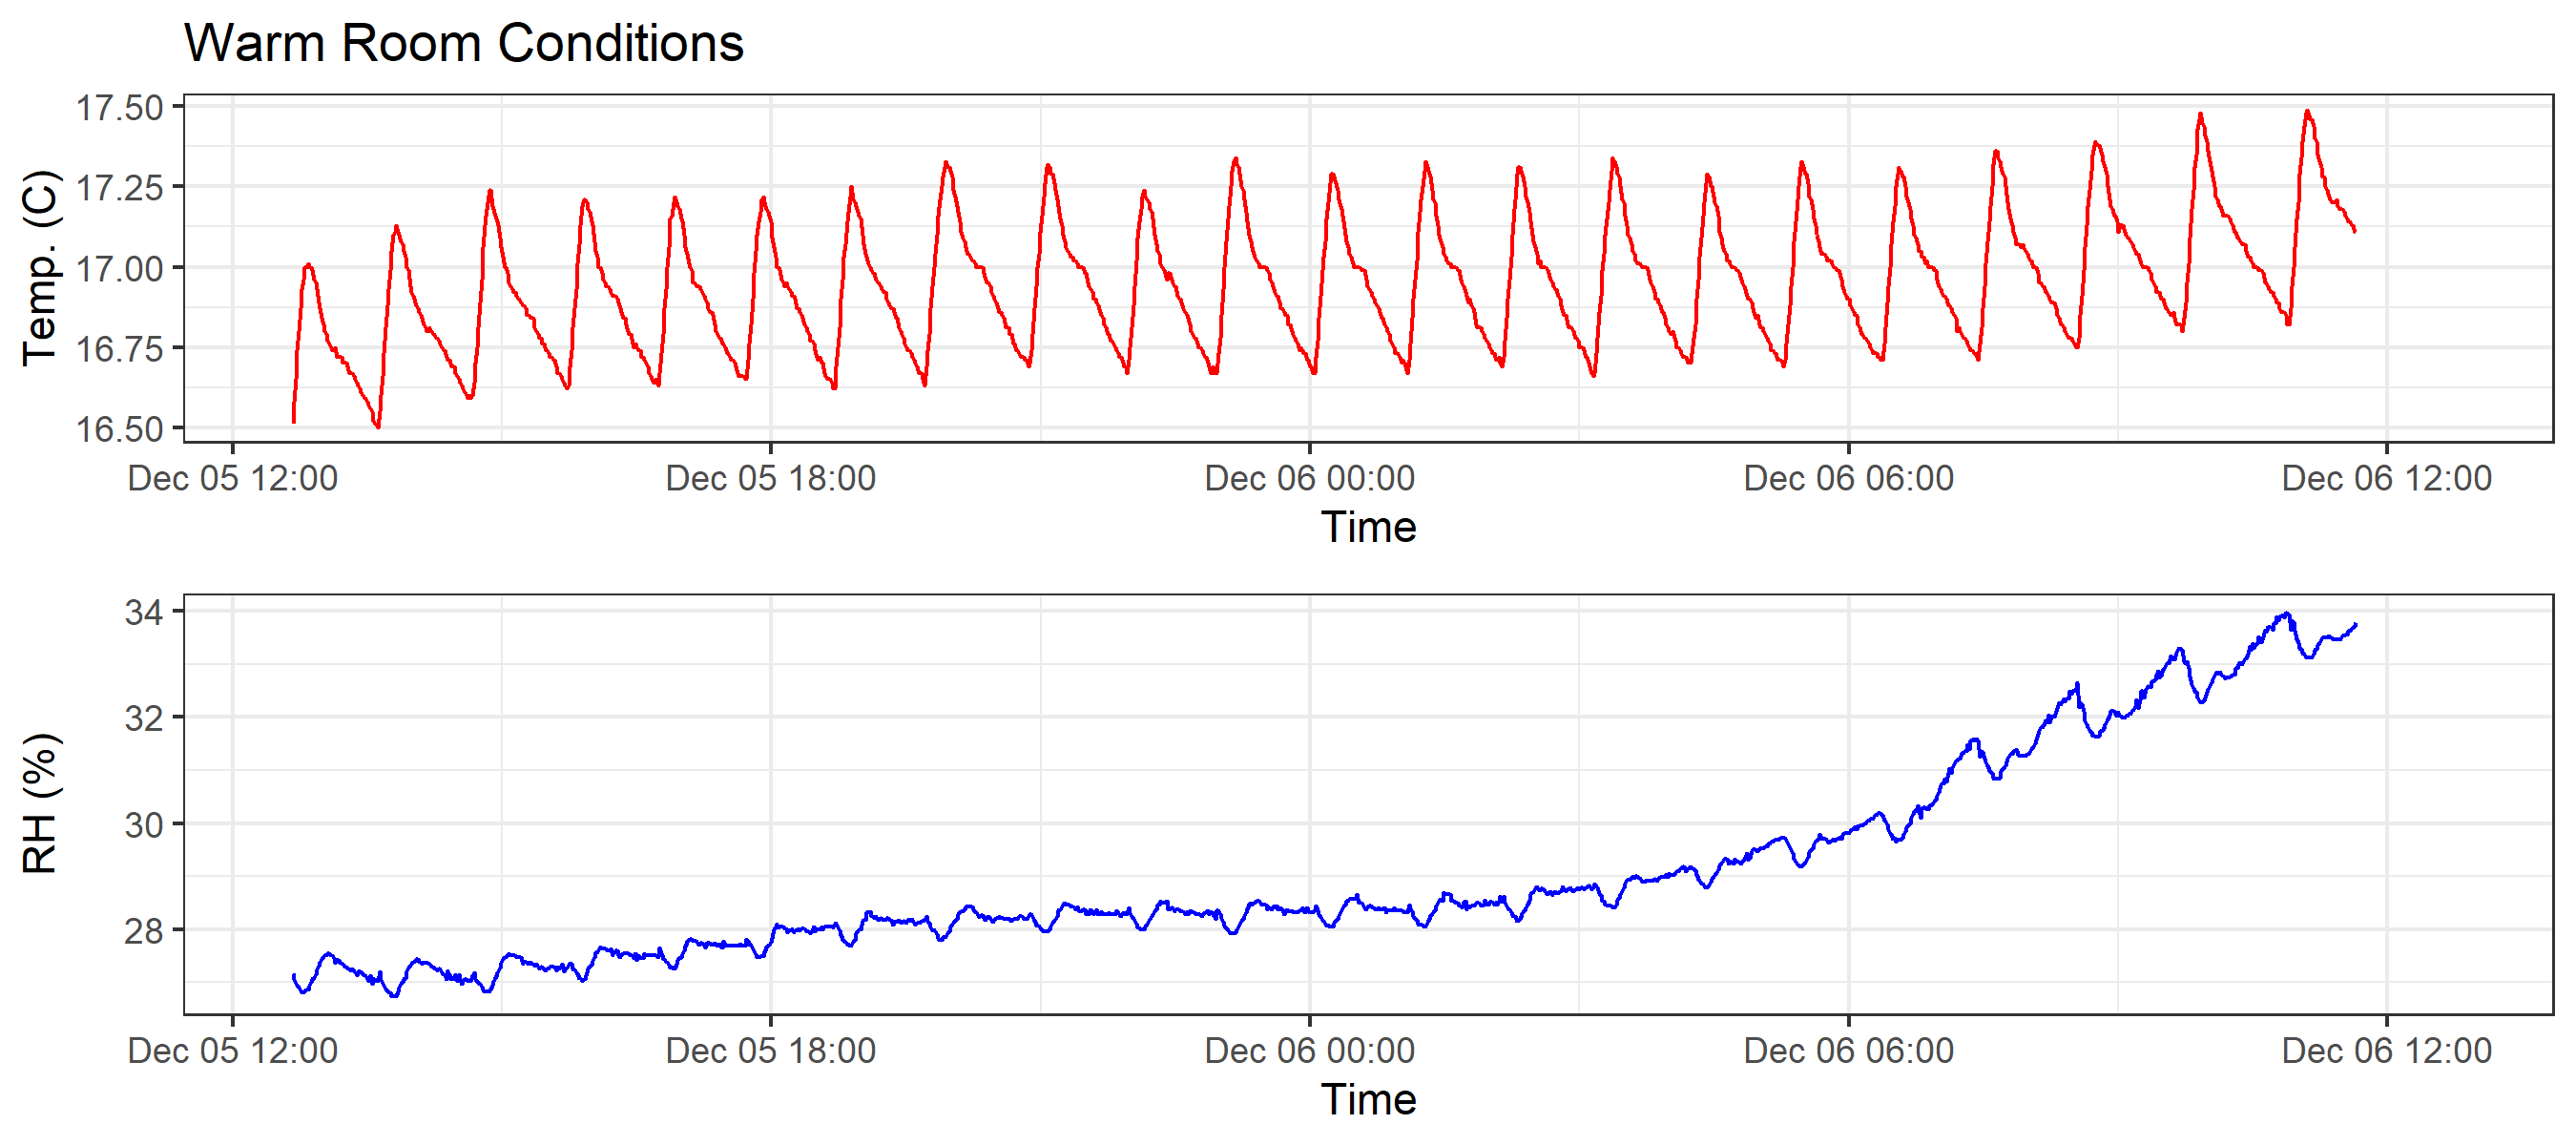 Warm Room Conditions
Temp. (C)
17.50
17.25
17.00
16.75
16.50
Dec 05 12:00 Dec 05 18:00 Dec 06 00:00 Dec 06 06:00 Dec 06 12:00
Time
RH (%)
34
32
30
28
Dec 05 12:00 Dec 05 18:00 Dec 06 00:00 Dec 06 06:00 Dec 06 12:00
Time